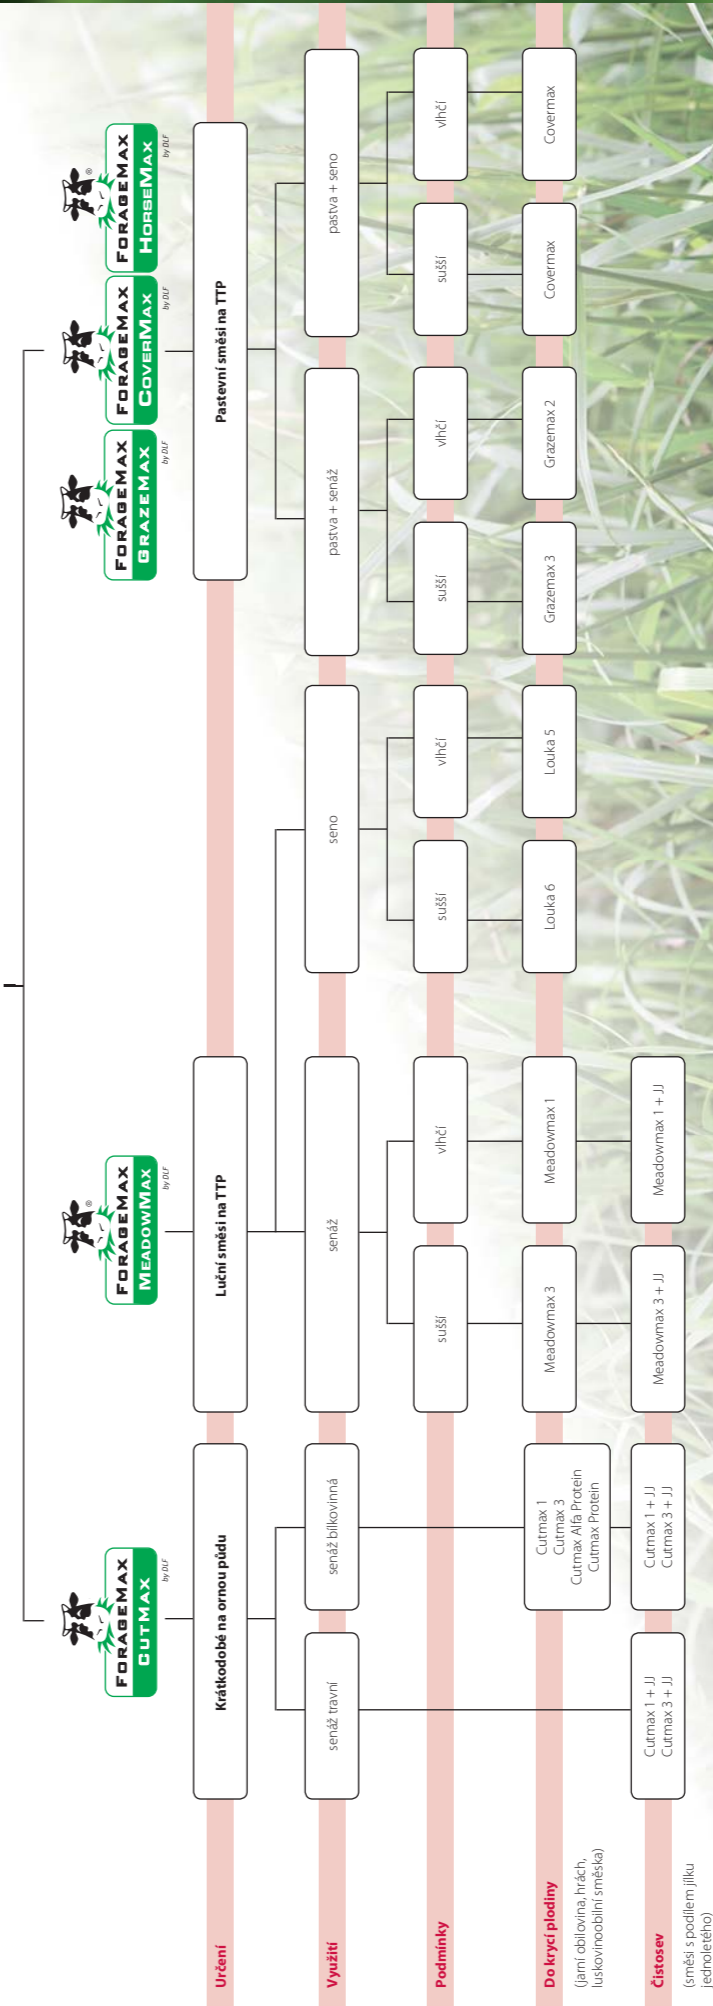 FORAGEMAX
CUTMAX
by DLF
FORAGEMAX
MEADOWMAX
by DLF
®
FORAGEMAX
GRAZEMAX
by DLF
FORAGEMAX
COVERMAX
by DLF
FORAGEMAX
HORSEMAX
by DLF
®
Určení
Krátkodobé na ornou půdu
Luční směsi na TTP
Pastevní směsi na TTP
Využití
senáž travní
senáž bílkovinná
senáž
seno
pastva + senáž
pastva + seno
Podmínky
sušší
vlhčí
sušší
vlhčí
sušší
vlhčí
sušší
vlhčí
Do krycí plodiny
(jarní obilovina, hrách,
luskovinoobilní směska)
Cutmax 1
Cutmax 3
Cutmax Alfa Protein
Cutmax Protein
Meadowmax 3
Meadowmax 1
Louka 6
Louka 5
Grazemax 3
Grazemax 2
Covermax
Covermax
Čistosev
(směsi s podílem jílku
jednoletého)
Cutmax 1 + JJ
Cutmax 3 + JJ
Cutmax 1 + JJ
Cutmax 3 + JJ
Meadowmax 3 + JJ
Meadowmax 1 + JJ